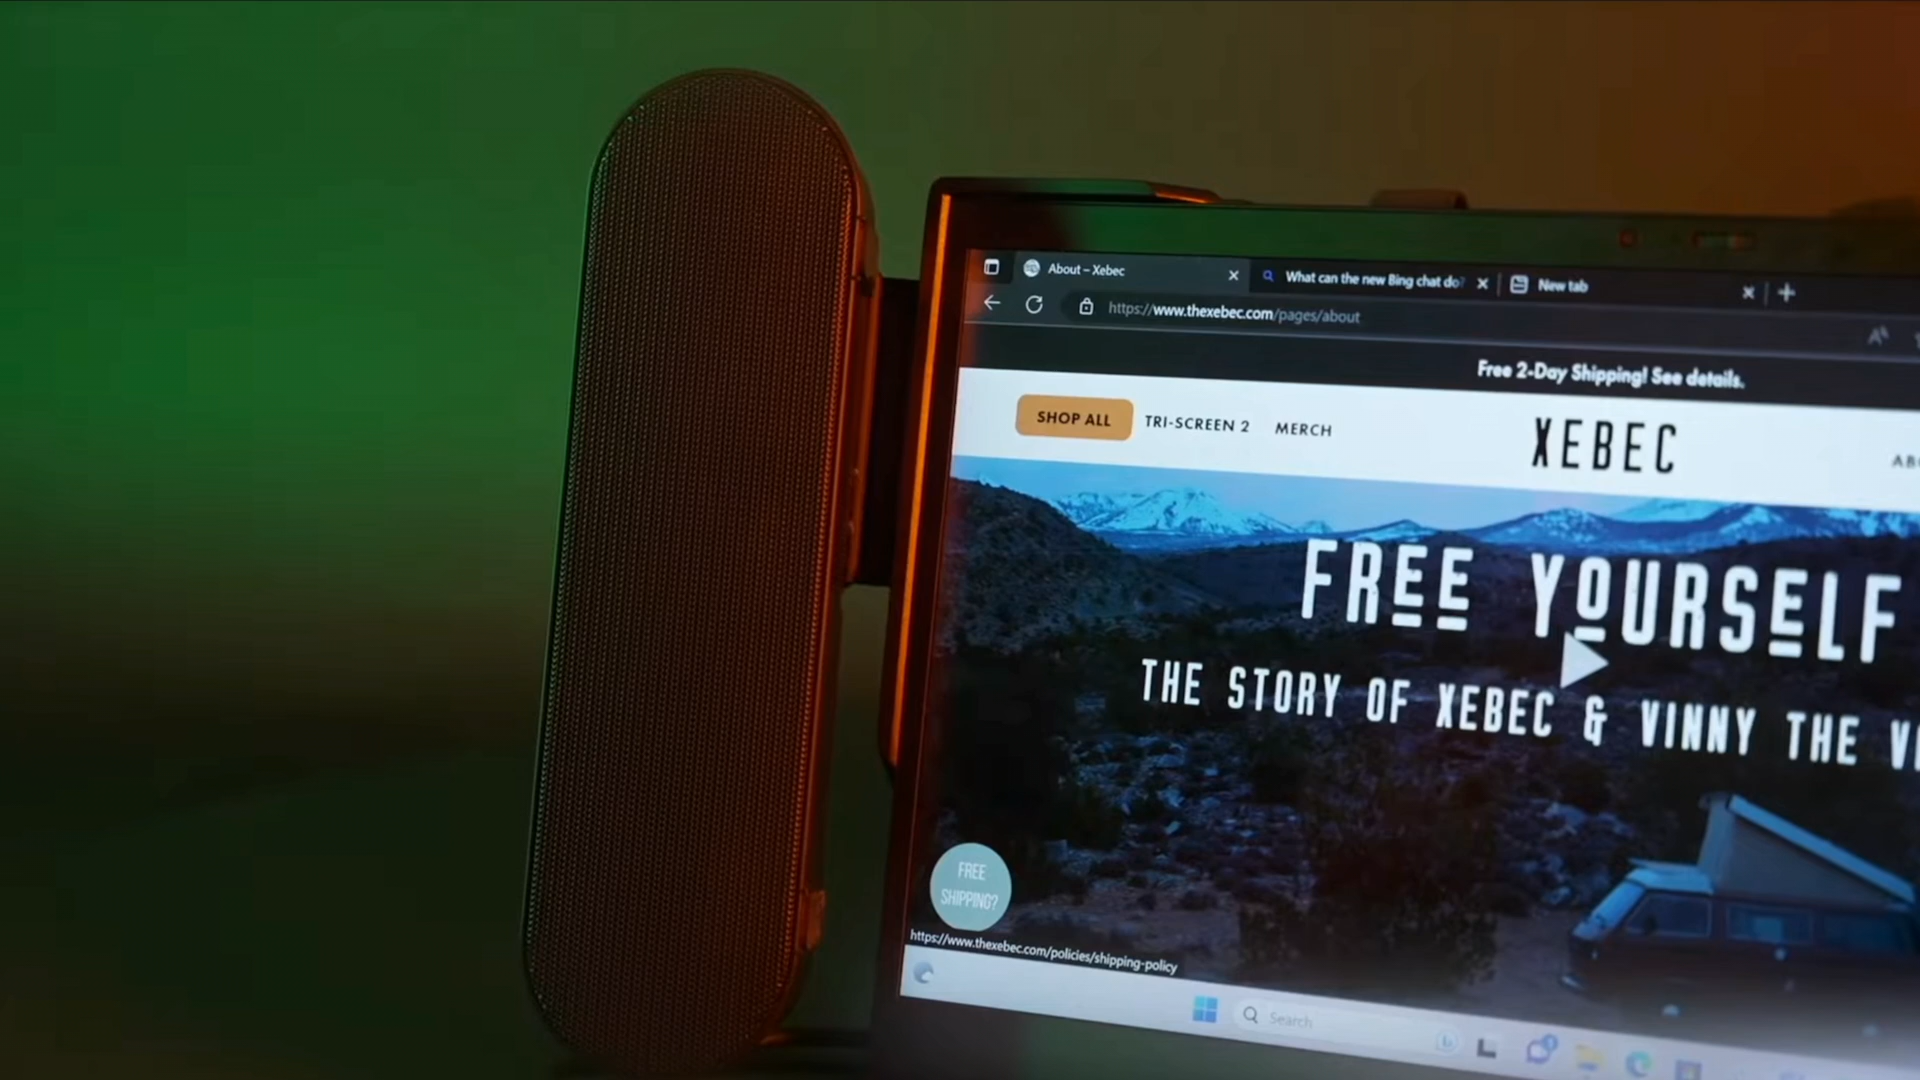 About – Xebec
What can the new Bing chat do?
New tab
https://www.thexebec.com/pages/about
Free 2-Day Shipping! See details.
SHOP ALL
TRI-SCREEN 2
MERCH
XEBEC
FREE YOURSELF
THE STORY OF XEBEC & VINNY THE
FREE
SHIPPING?
https://www.thexebec.com/policies/shipping-policy
Search